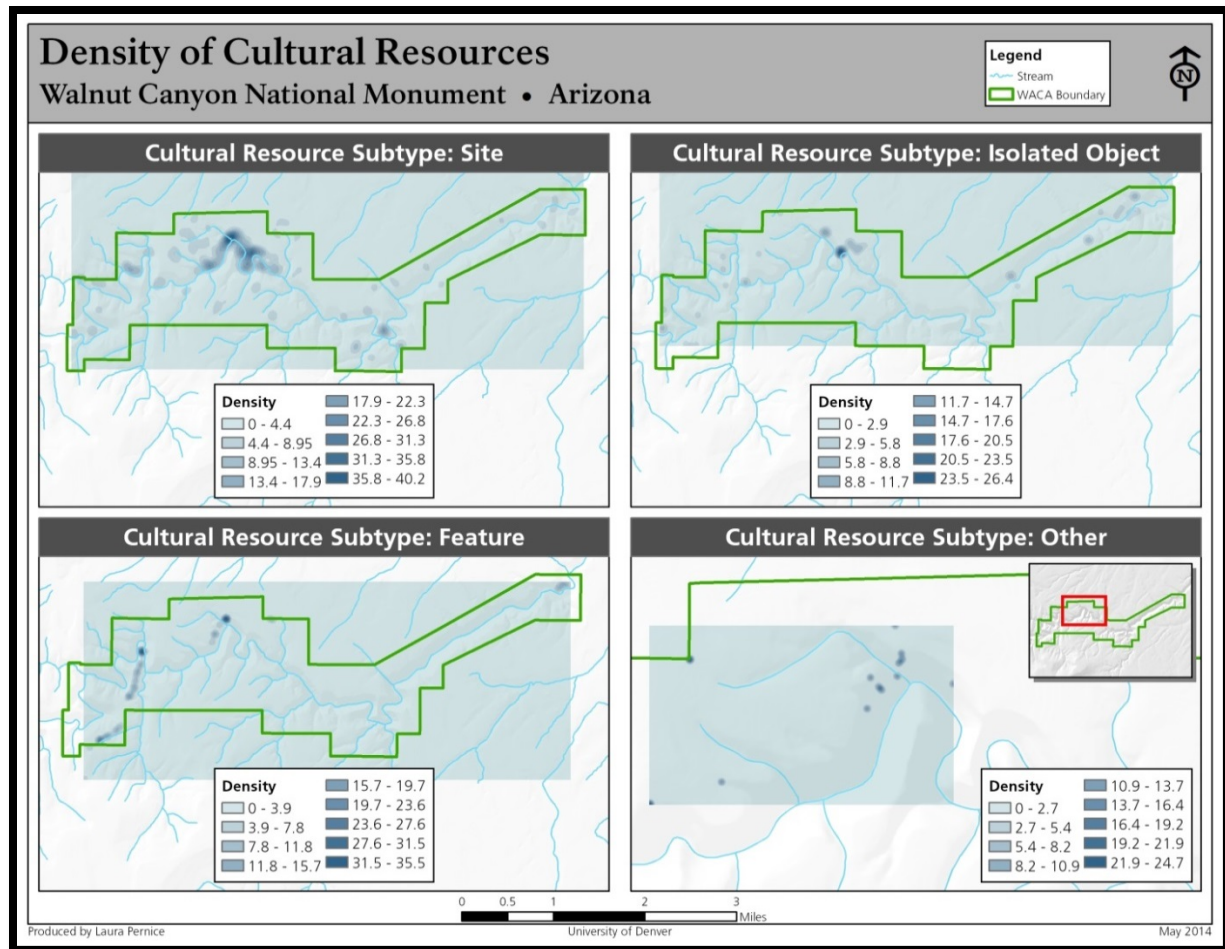 Density of Cultural Resources
Walnut Canyon National Monument • Arizona
Legend
Stream
WACA Boundary
N
Cultural Resource Subtype: Site
Density
0 - 4.4
4.4 - 8.95
8.95 - 13.4
13.4 - 17.9
17.9 - 22.3
22.3 - 26.8
26.8 - 31.3
31.3 - 35.8
35.8 - 40.2
Cultural Resource Subtype: Isolated Object
Density
0 - 2.9
2.9 - 5.8
5.8 - 8.8
8.8 - 11.7
11.7 - 14.7
14.7 - 17.6
17.6 - 20.5
20.5 - 23.5
23.5 - 26.4
Cultural Resource Subtype: Feature
Density
0 - 3.9
3.9 - 7.8
7.8 - 11.8
11.8 - 15.7
15.7 - 19.7
19.7 - 23.6
23.6 - 27.6
27.6 - 31.5
31.5 - 35.5
Cultural Resource Subtype: Other
Density
0 - 2.7
2.7 - 5.4
5.4 - 8.2
8.2 - 10.9
10.9 - 13.7
13.7 - 16.4
16.4 - 19.2
19.2 - 21.9
21.9 - 24.7
0 0.5 1 2 3
Miles
Produced by Laura Pernice
University of Denver
May 2014